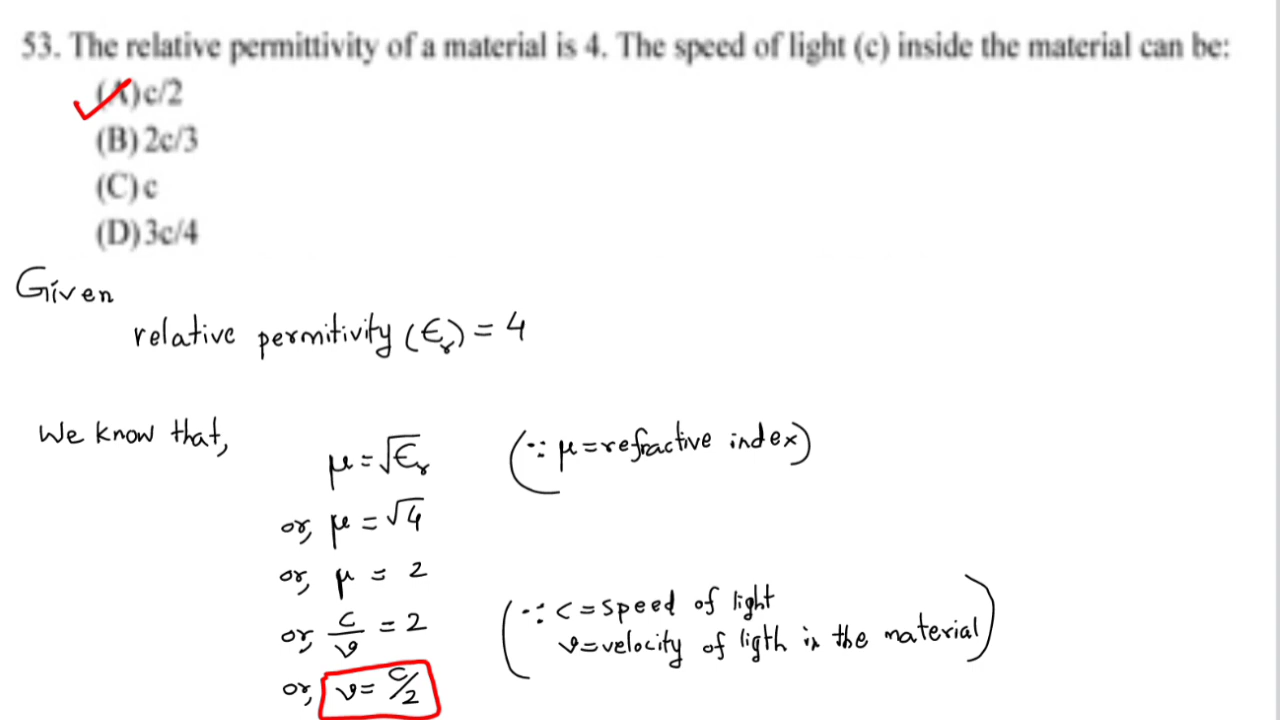 53. The relative permittivity of a material is 4. The speed of light (c) inside the material can be:
(A) c/2
(B) 2c/3
(C) c
(D) 3c/4
Given
relative permitivity (∈r) = 4
We know that,
μ = √∈r (∵ μ = refractive index)
or, μ = √4
or, μ = 2
or, c/v = 2 (∵ c = speed of light
v = velocity of ligth in the material)
or, v = c/2